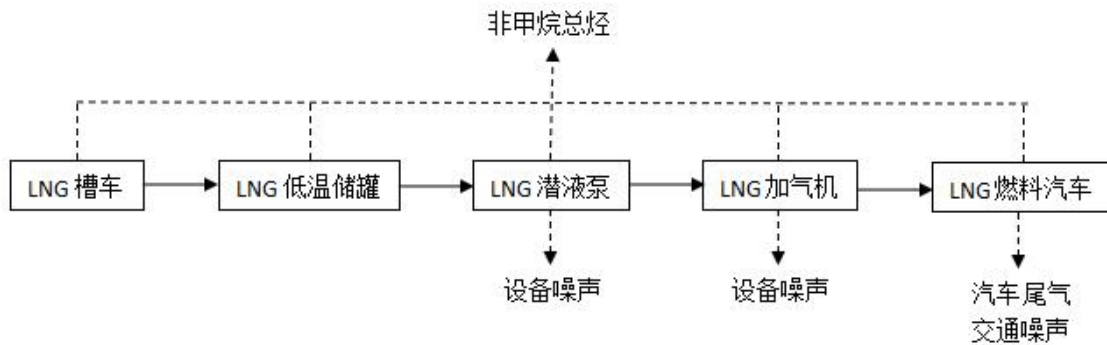 非甲烷总烃
LNG 槽车
LNG 低温储罐
LNG 潜液泵
LNG 加气机
LNG 燃料汽车
设备噪声
设备噪声
汽车尾气
交通噪声